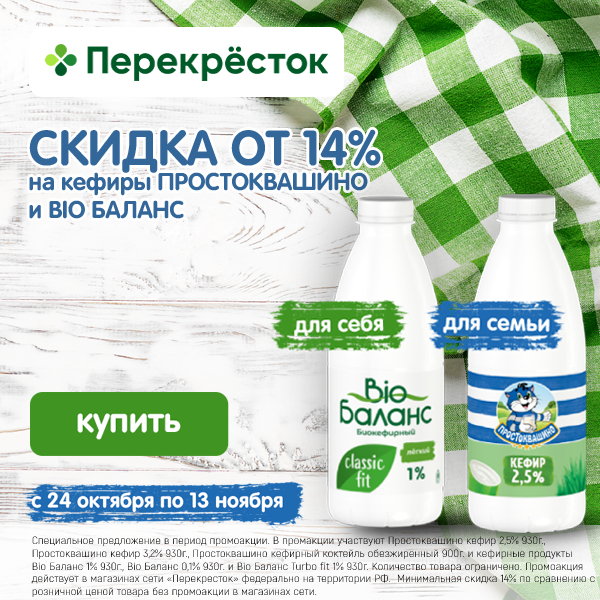 Перекрёсток
СКИДКА ОТ 14%
на кефиры ПРОСТОКВАШИНО
и BIO БАЛАНС
для себя
для семьи
Bio
Баланс
Биокефирный
лёгкий
classic
fit
1%
ПРОСТОКВАШИНО
КЕФИР
2,5%
купить
с 24 октября по 13 ноября
Специальное предложение в период промоакции. В промакции участвуют Простоквашино кефир 2,5% 930г.,
Простоквашино кефир 3,2% 930г., Простоквашино кефирный коктейль обезжиренный 900г. и кефирные продукты
Bio Баланс 1% 930г., Bio Баланс 0,1% 930г. и Bio Баланс Turbo fit 1% 930г. Количество товара ограничено. Промоакция
действует в магазинах сети «Перекресток» федерально на территории РФ. Минимальная скидка 14% по сравнению с
розничной ценой товара без промоакции в магазинах сети.